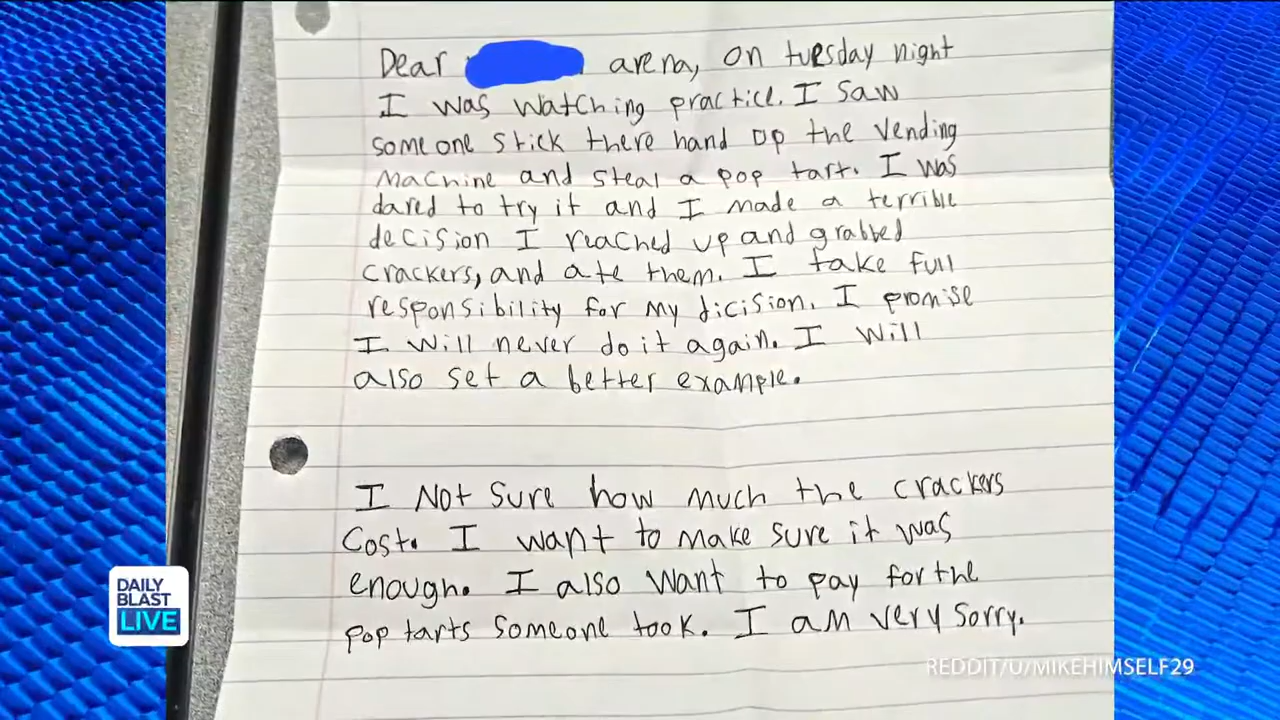 Dear arena, on tuesday night
I was watching practice. I saw
someone stick there hand up the vending
machine and steal a pop tart. I was
dared to try it and I made a terrible
decision I reached up and grabbed
crackers, and ate them. I take full
responsibility for my dicision. I promise
I will never do it again. I will
also set a better example.
I Not sure how much the crackers
cost. I want to make sure it was
enough. I also want to pay for the
pop tarts someone took. I am very sorry.
DAILY
BLAST
LIVE
REDDIT/U/MIKEHIMSELF29